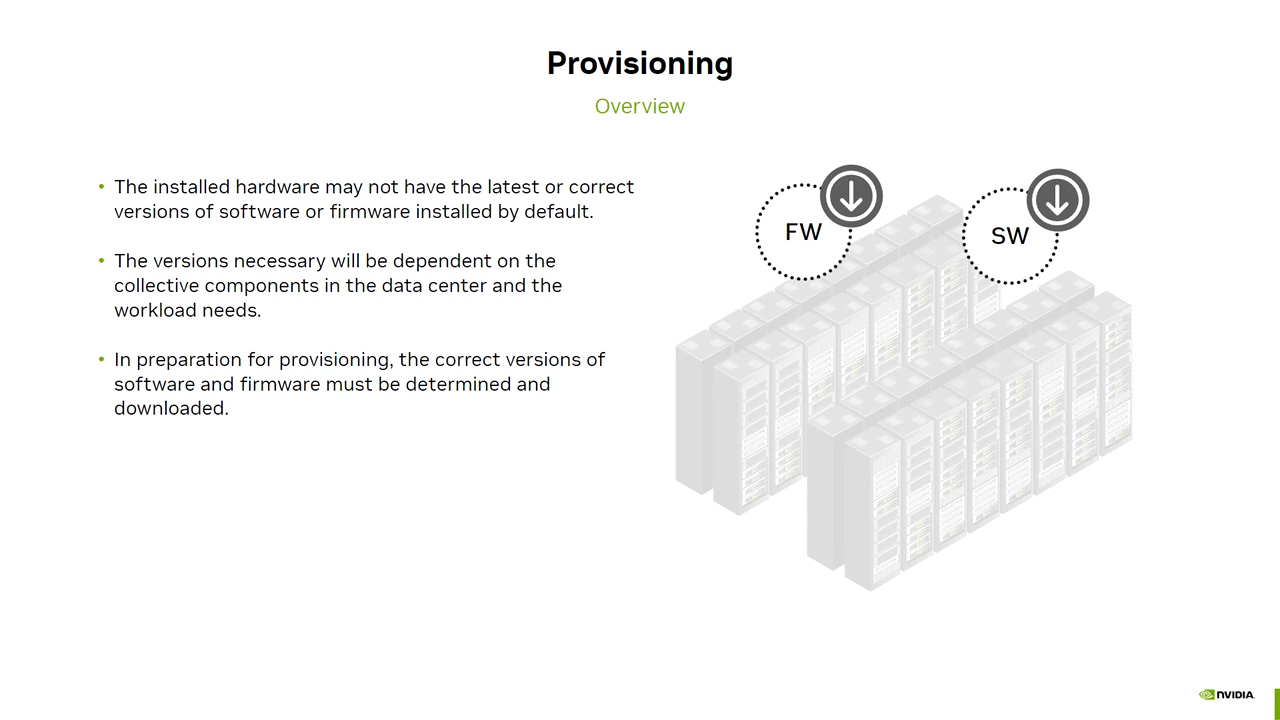 Provisioning
Overview
• The installed hardware may not have the latest or correct
versions of software or firmware installed by default.
• The versions necessary will be dependent on the
collective components in the data center and the
workload needs.
• In preparation for provisioning, the correct versions of
software and firmware must be determined and
downloaded.
FW
SW
NVIDIA